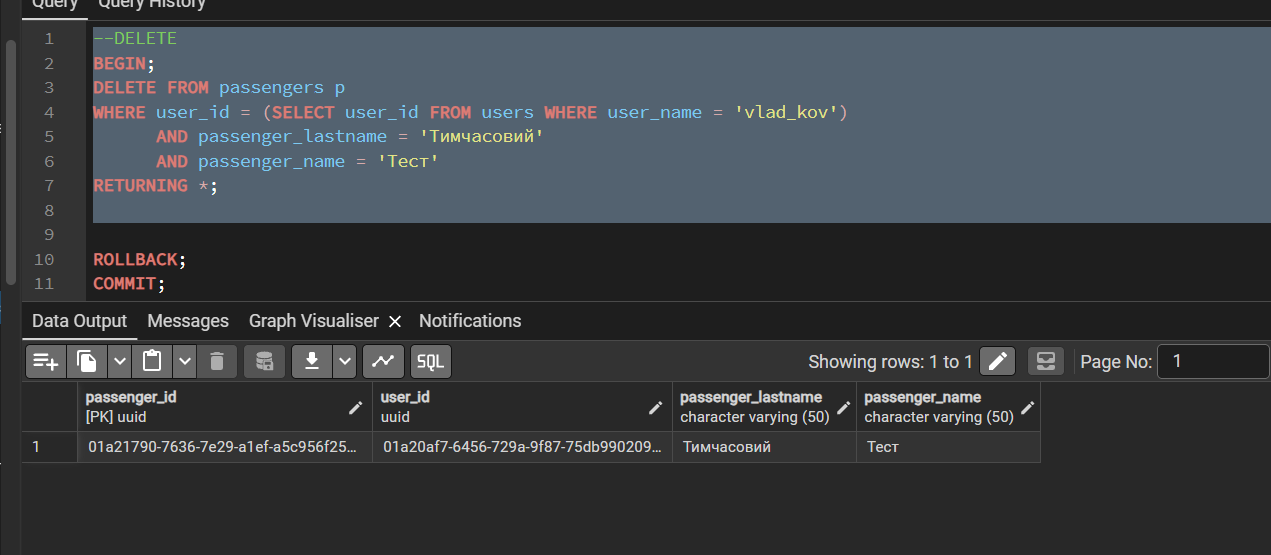 Query Query History
1 --DELETE
2 BEGIN;
3 DELETE FROM passengers p
4 WHERE user_id = (SELECT user_id FROM users WHERE user_name = 'vlad_kov')
5 AND passenger_lastname = 'Тимчасовий'
6 AND passenger_name = 'Тест'
7 RETURNING *;
8
9
10 ROLLBACK;
11 COMMIT;
Data Output Messages Graph Visualiser Notifications
SQL Showing rows: 1 to 1 Page No: 1
passenger_id user_id passenger_lastname passenger_name
[PK] uuid uuid character varying (50) character varying (50)
1 01a21790-7636-7e29-a1ef-a5c956f25… 01a20af7-6456-729a-9f87-75db990209… Тимчасовий Тест